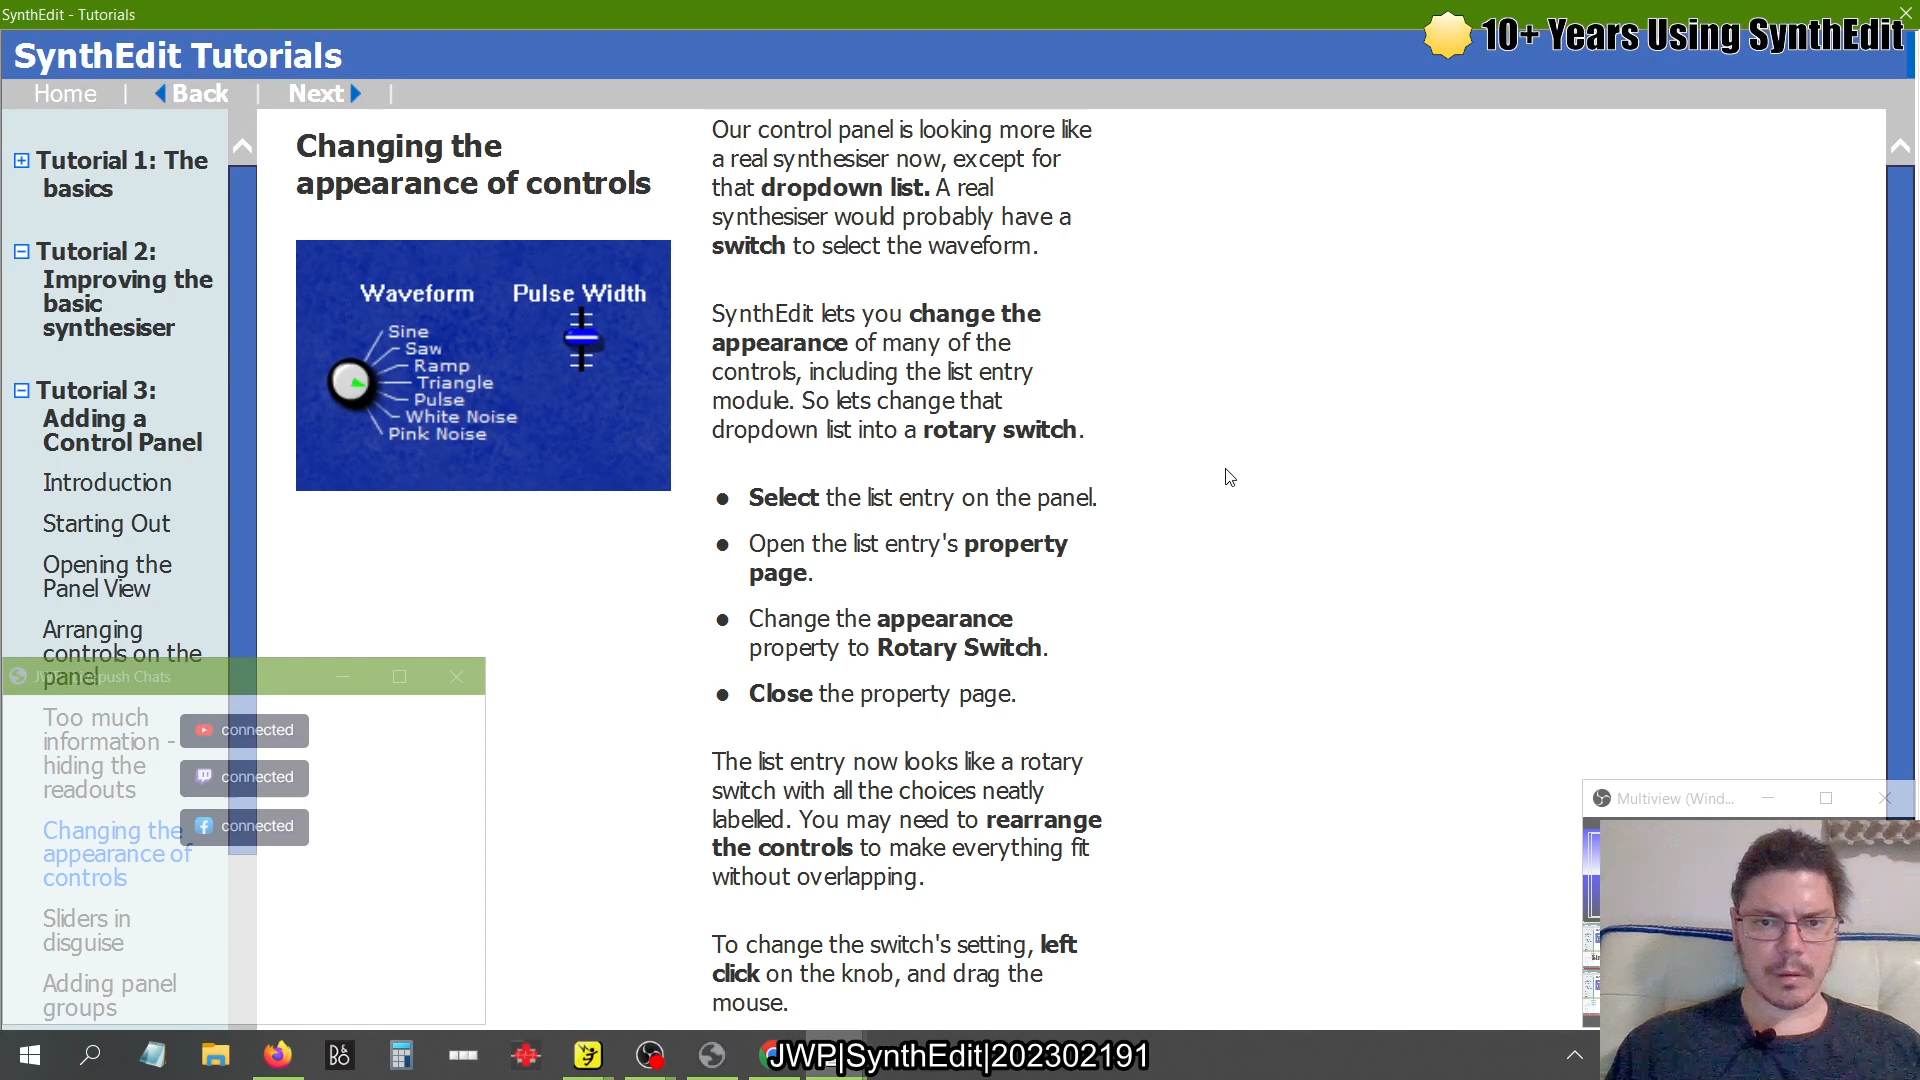 SynthEdit - Tutorials
10+ Years Using SynthEdit
SynthEdit Tutorials
Home | Back | Next |
Tutorial 1: The
basics
Tutorial 2:
Improving the
basic
synthesiser
Tutorial 3:
Adding a
Control Panel
Introduction
Starting Out
Opening the
Panel View
Arranging
controls on the
panel
Too much
information -
hiding the
readouts
Changing the
appearance of
controls
Sliders in
disguise
Adding panel
groups
push Chats
connected
connected
connected
Changing the
appearance of controls
Waveform
Pulse Width
Sine
Saw
Ramp
Triangle
Pulse
White Noise
Pink Noise
Our control panel is looking more like
a real synthesiser now, except for
that dropdown list. A real
synthesiser would probably have a
switch to select the waveform.
SynthEdit lets you change the
appearance of many of the
controls, including the list entry
module. So lets change that
dropdown list into a rotary switch.
● Select the list entry on the panel.
● Open the list entry's property
page.
● Change the appearance
property to Rotary Switch.
● Close the property page.
The list entry now looks like a rotary
switch with all the choices neatly
labelled. You may need to rearrange
the controls to make everything fit
without overlapping.
To change the switch's setting, left
click on the knob, and drag the
mouse.
Multiview (Wind...
JWP|SynthEdit|202302191